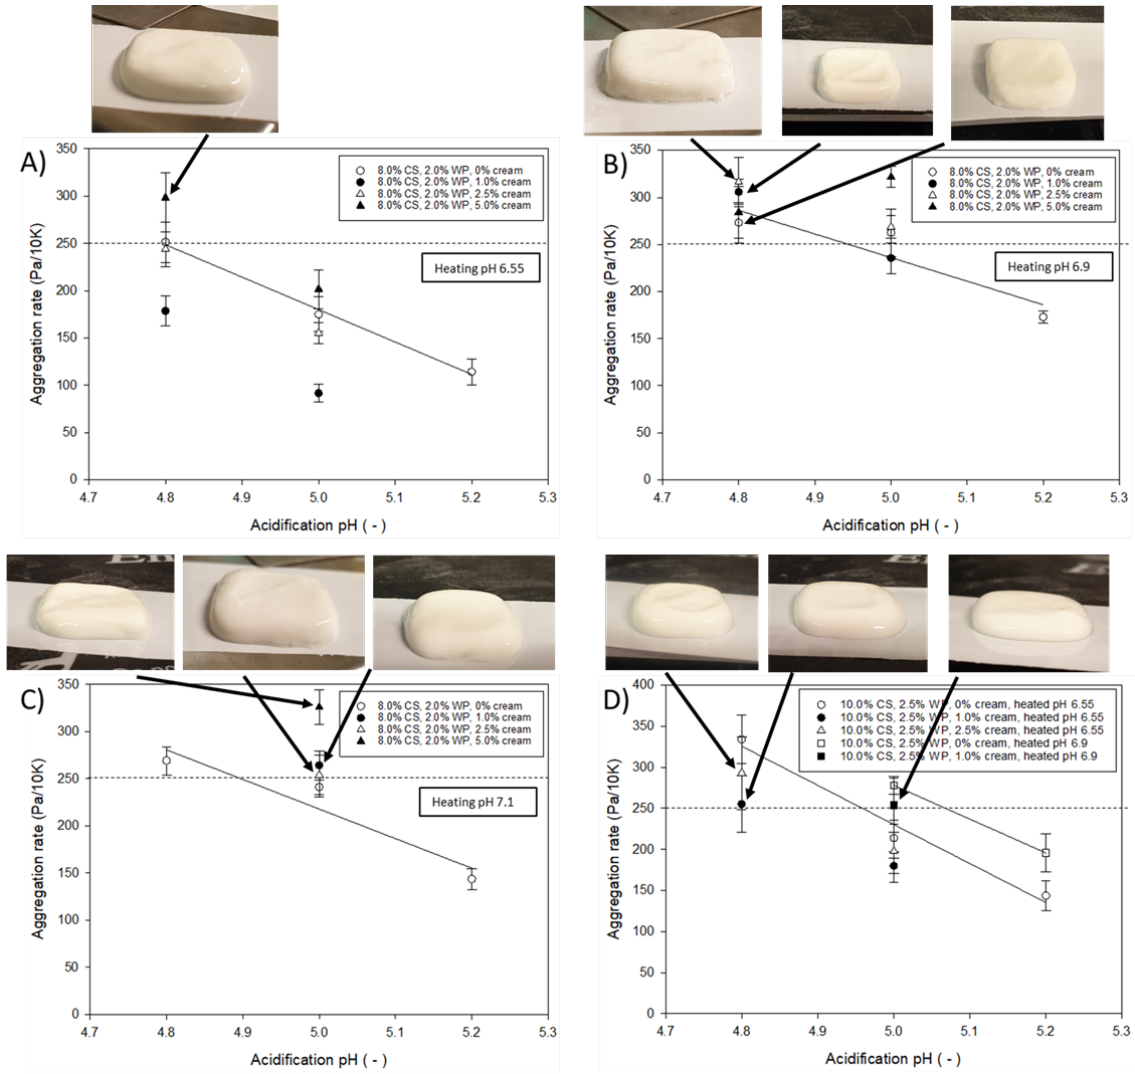 A)
350
300
250
200
150
100
50
0
Aggregation rate (Pa/10K)
8.0% CS, 2.0% WP, 0% cream
8.0% CS, 2.0% WP, 1.0% cream
8.0% CS, 2.0% WP, 2.5% cream
8.0% CS, 2.0% WP, 5.0% cream
Heating pH 6.55
4.7 4.8 4.9 5.0 5.1 5.2 5.3
Acidification pH ( - )
B)
350
300
250
200
150
100
50
0
Aggregation rate (Pa/10K)
8.0% CS, 2.0% WP, 0% cream
8.0% CS, 2.0% WP, 1.0% cream
8.0% CS, 2.0% WP, 2.5% cream
8.0% CS, 2.0% WP, 5.0% cream
Heating pH 6.9
4.7 4.8 4.9 5.0 5.1 5.2 5.3
Acidification pH ( - )
C)
350
300
250
200
150
100
50
0
Aggregation rate (Pa/10K)
8.0% CS, 2.0% WP, 0% cream
8.0% CS, 2.0% WP, 1.0% cream
8.0% CS, 2.0% WP, 2.5% cream
8.0% CS, 2.0% WP, 5.0% cream
Heating pH 7.1
4.7 4.8 4.9 5.0 5.1 5.2 5.3
Acidification pH ( - )
D)
400
350
300
250
200
150
100
50
0
Aggregation rate (Pa/10K)
10.0% CS, 2.5% WP, 0% cream, heated pH 6.55
10.0% CS, 2.5% WP, 1.0% cream, heated pH 6.55
10.0% CS, 2.5% WP, 2.5% cream, heated pH 6.55
10.0% CS, 2.5% WP, 0% cream, heated pH 6.9
10.0% CS, 2.5% WP, 1.0% cream, heated pH 6.9
4.7 4.8 4.9 5.0 5.1 5.2 5.3
Acidification pH ( - )